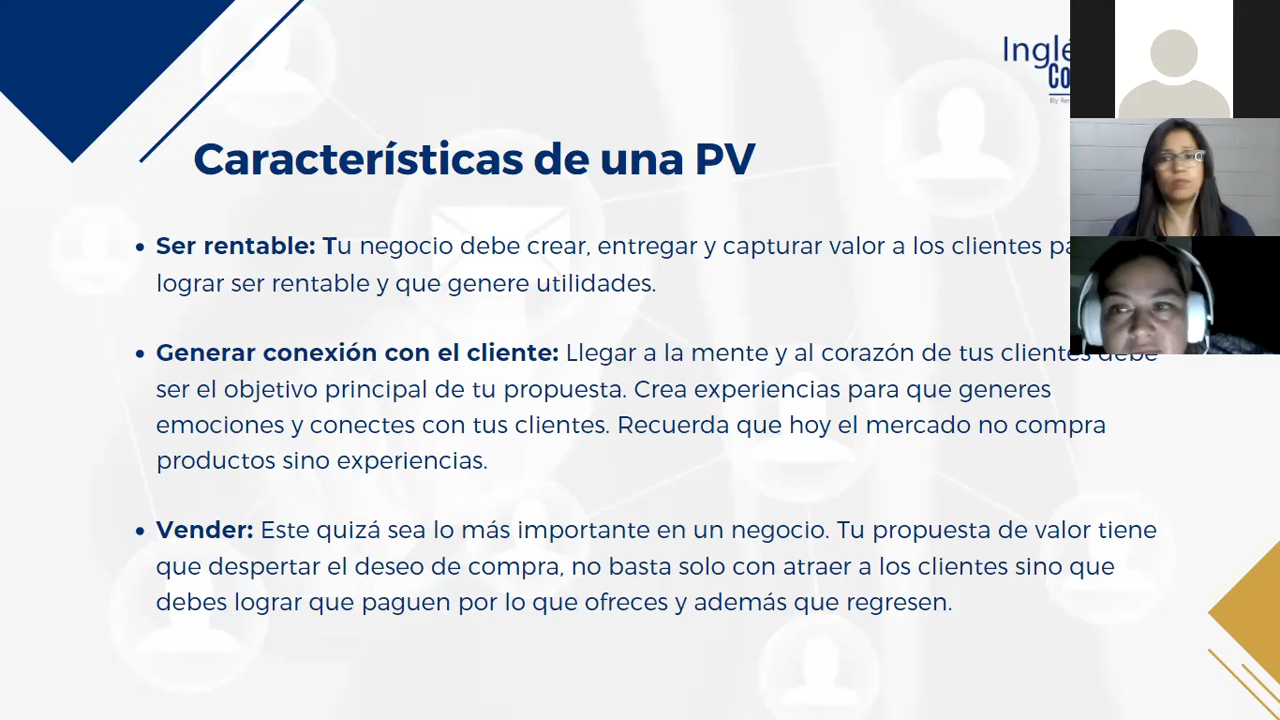 Características de una PV
• Ser rentable: Tu negocio debe crear, entregar y capturar valor a los clientes
lograr ser rentable y que genere utilidades.
• Generar conexión con el cliente: Llegar a la mente y al corazón de tus clientes debe
ser el objetivo principal de tu propuesta. Crea experiencias para que generes
emociones y conectes con tus clientes. Recuerda que hoy el mercado no compra
productos sino experiencias.
• Vender: Este quizá sea lo más importante en un negocio. Tu propuesta de valor tiene
que despertar el deseo de compra, no basta solo con atraer a los clientes sino que
debes lograr que paguen por lo que ofreces y además que regresen.